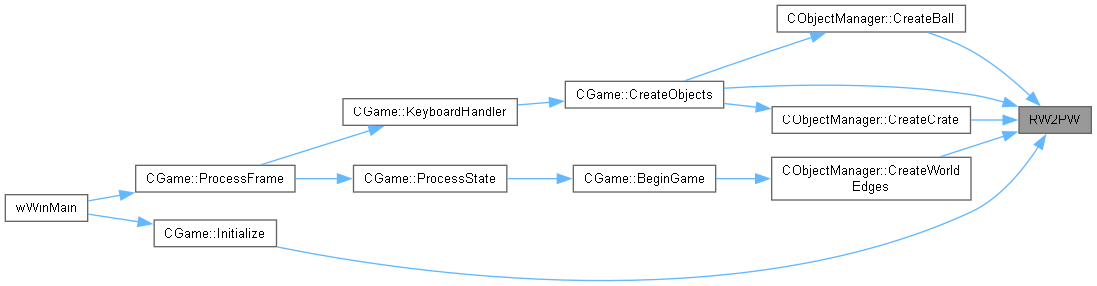 CObjectManager::CreateBall
CGame::CreateObjects
CGame::KeyboardHandler
CObjectManager::CreateCrate
RW2PW
CGame::ProcessFrame
CGame::ProcessState
CGame::BeginGame
CObjectManager::CreateWorld
Edges
wWinMain
CGame::Initialize